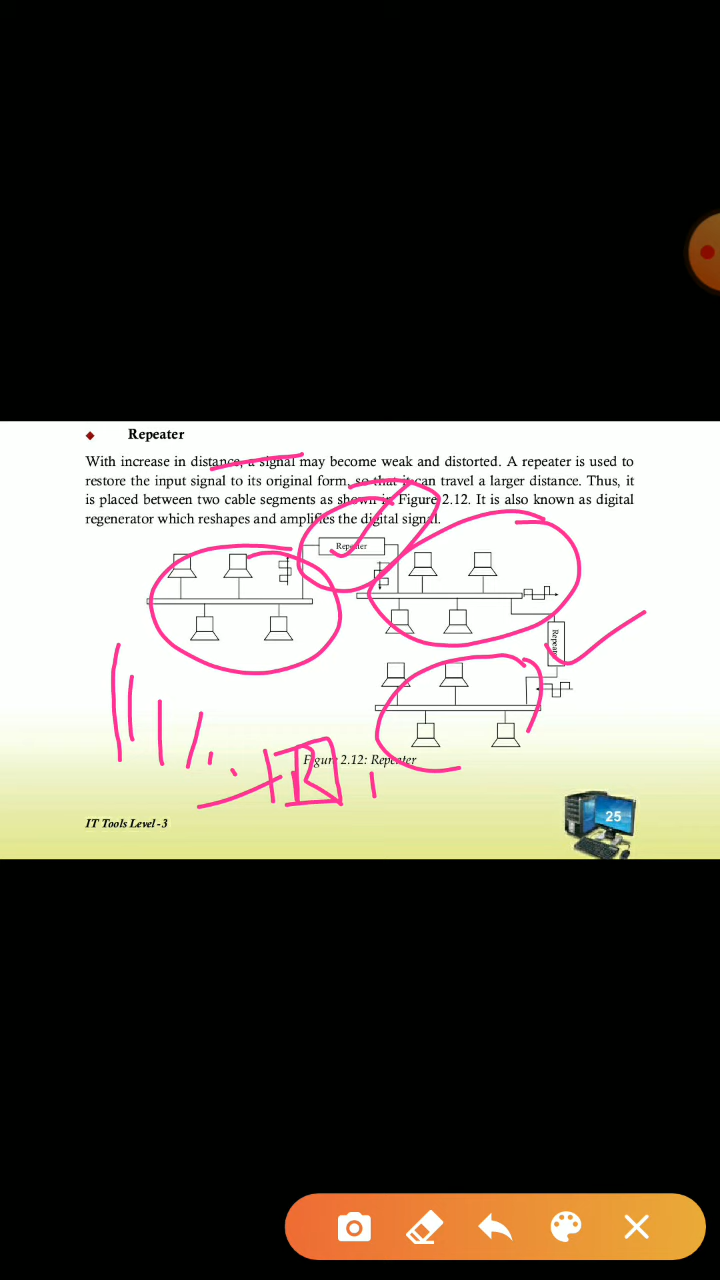 ◆ Repeater
With increase in distance, a signal may become weak and distorted. A repeater is used to
restore the input signal to its original form, so that it can travel a larger distance. Thus, it
is placed between two cable segments as shown in Figure 2.12. It is also known as digital
regenerator which reshapes and amplifies the digital signal.
Repeater
Repeater
R
Figure 2.12: Repeater
IT Tools Level-3
25